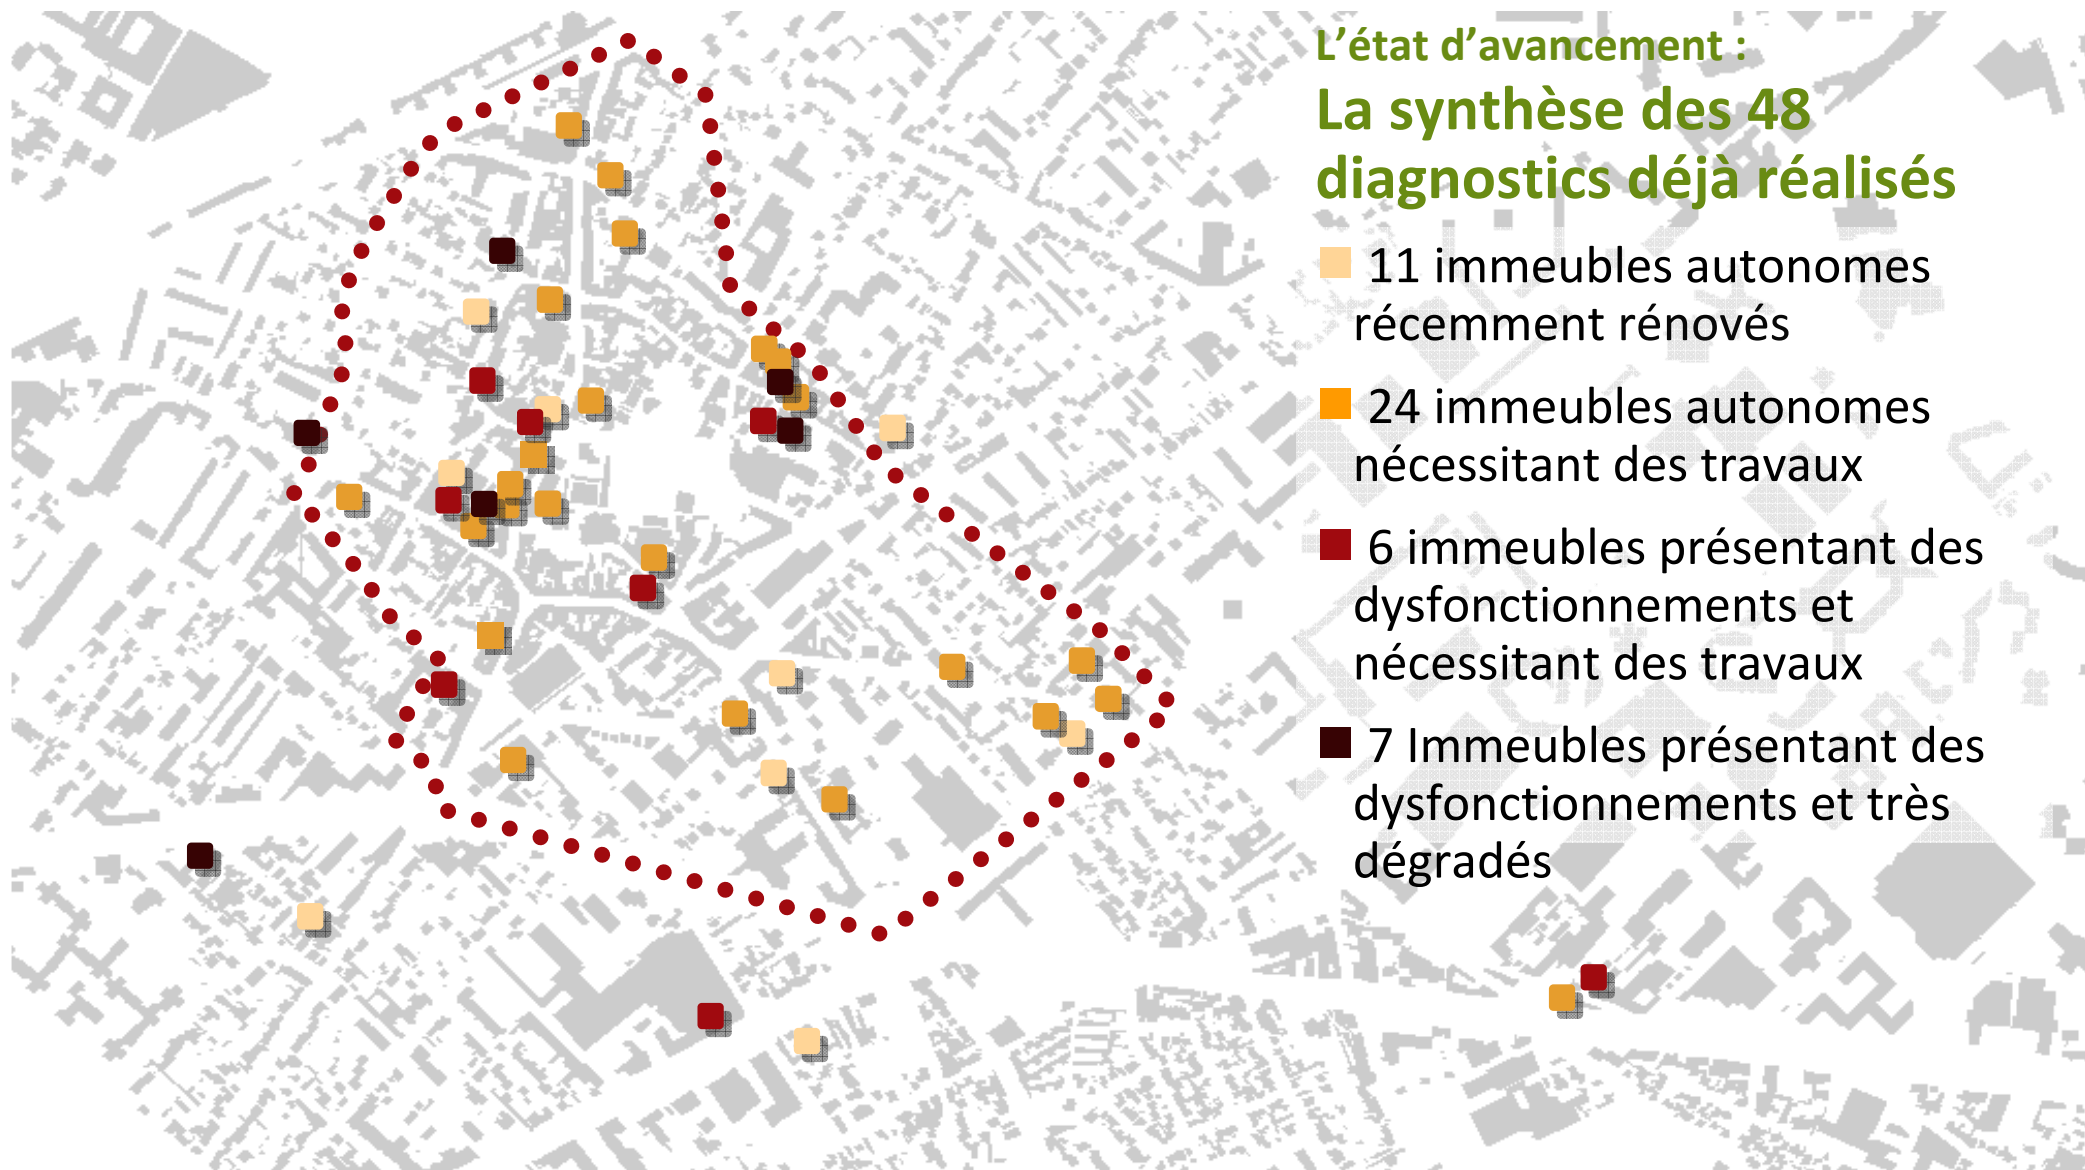 L’état d’avancement :
La synthèse des 48
diagnostics déjà réalisés
11 immeubles autonomes
récemment rénovés
24 immeubles autonomes
nécessitant des travaux
6 immeubles présentant des
dysfonctionnements et
nécessitant des travaux
7 Immeubles présentant des
dysfonctionnements et très
dégradés